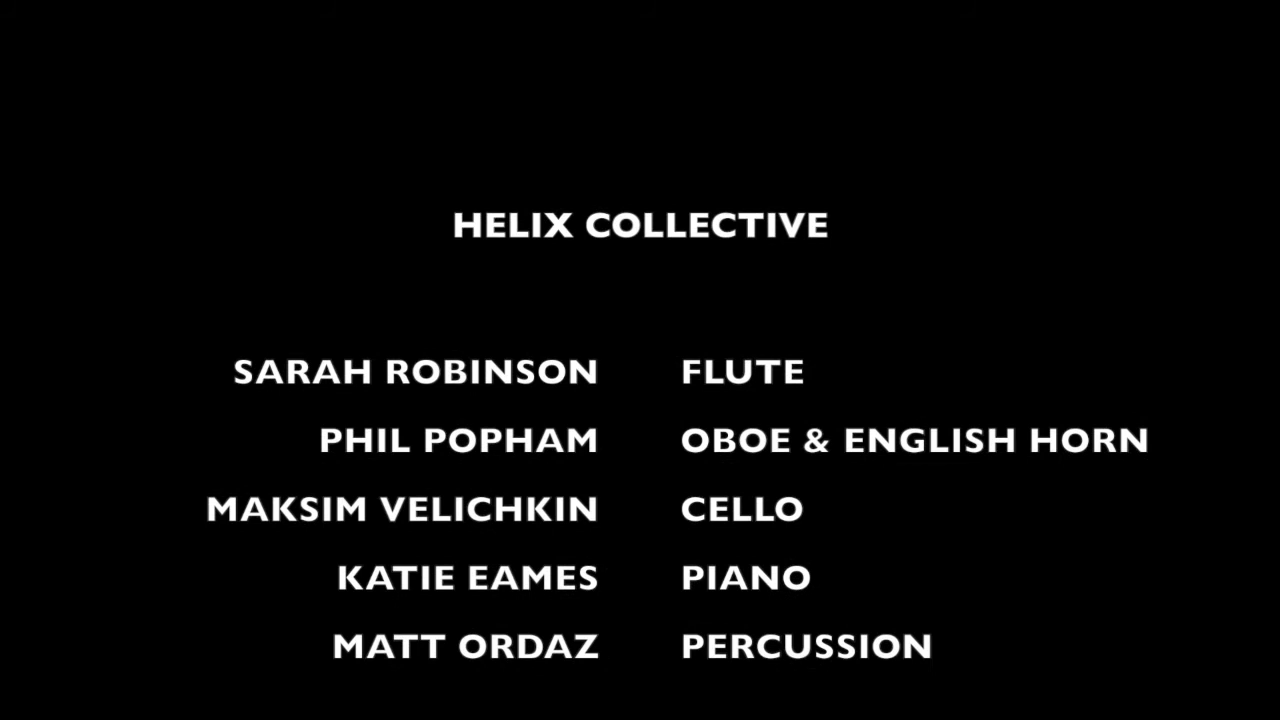 HELIX COLLECTIVE
SARAH ROBINSON FLUTE
PHIL POPHAM OBOE & ENGLISH HORN
MAKSIM VELICHKIN CELLO
KATIE EAMES PIANO
MATT ORDAZ PERCUSSION